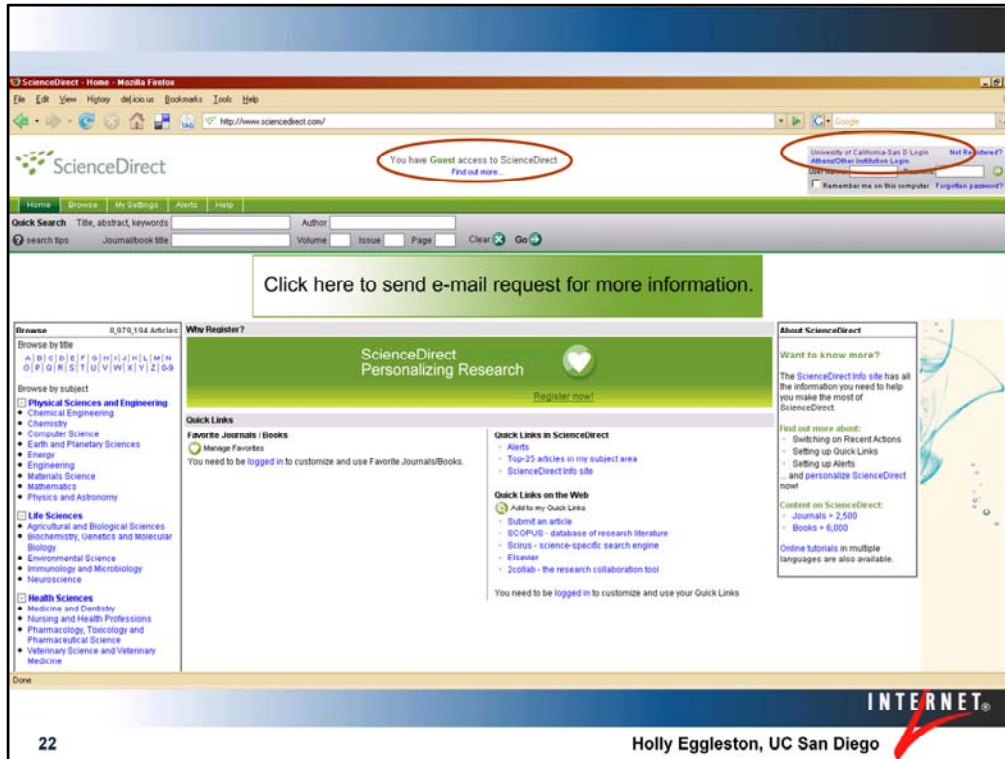 ScienceDirect - Home - Mozilla Firefox
File Edit View History del.icio.us Bookmarks Tools Help
TAG http://www.sciencedirect.com/ G Google
ScienceDirect
You have Guest access to ScienceDirect
Find out more...
University of California-San D Login Not Registered?
Athens/Other Institution Login
User name: Password:
Remember me on this computer Forgotten password?
Home Browse My Settings Alerts Help
Quick Search Title, abstract, keywords Author
? search tips Journal/book title Volume Issue Page Clear Go
Click here to send e-mail request for more information.
Browse 8,979,194 Articles
Browse by title
A B C D E F G H I J K L M N
O P Q R S T U V W X Y Z 0-9
Browse by subject
Physical Sciences and Engineering
Chemical Engineering
Chemistry
Computer Science
Earth and Planetary Sciences
Energy
Engineering
Materials Science
Mathematics
Physics and Astronomy
Life Sciences
Agricultural and Biological Sciences
Biochemistry, Genetics and Molecular
Biology
Environmental Science
Immunology and Microbiology
Neuroscience
Health Sciences
Medicine and Dentistry
Nursing and Health Professions
Pharmacology, Toxicology and
Pharmaceutical Science
Veterinary Science and Veterinary
Medicine
Why Register?
ScienceDirect
Personalizing Research
Register now!
Quick Links
Favorite Journals / Books
Manage Favorites
You need to be logged in to customize and use Favorite Journals/Books.
Quick Links in ScienceDirect
Alerts
Top-25 articles in my subject area
ScienceDirect Info site
Quick Links on the Web
Add to my Quick Links
Submit an article
SCOPUS - database of research literature
Scirus - science-specific search engine
Elsevier
2collab - the research collaboration tool
You need to be logged in to customize and use your Quick Links
About ScienceDirect
Want to know more?
The ScienceDirect Info site has all
the information you need to help
you make the most of
ScienceDirect.
Find out more about:
Switching on Recent Actions
Setting up Quick Links
Setting up Alerts
... and personalize ScienceDirect
now!
Content on ScienceDirect:
Journals > 2,500
Books > 6,000
Online tutorials in multiple
languages are also available.
Done
INTERNET®
22
Holly Eggleston, UC San Diego